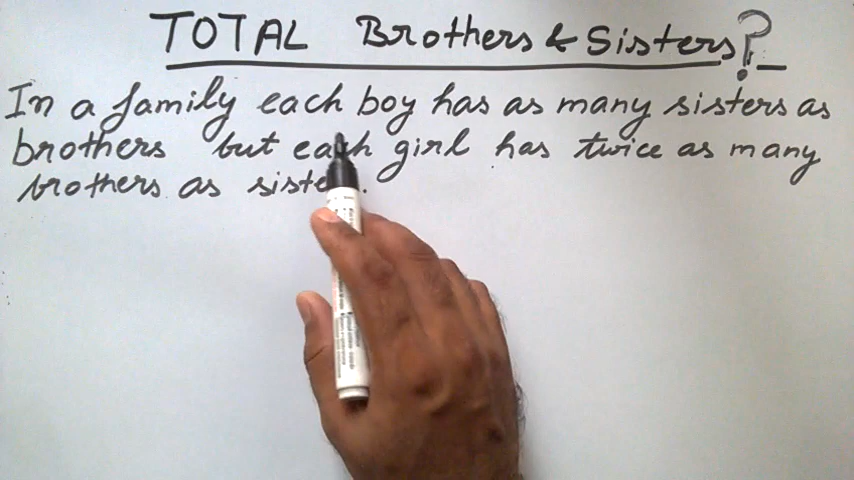 TOTAL Brothers & Sisters?
In a family each boy has as many sisters as
brothers but each girl has twice as many
brothers as